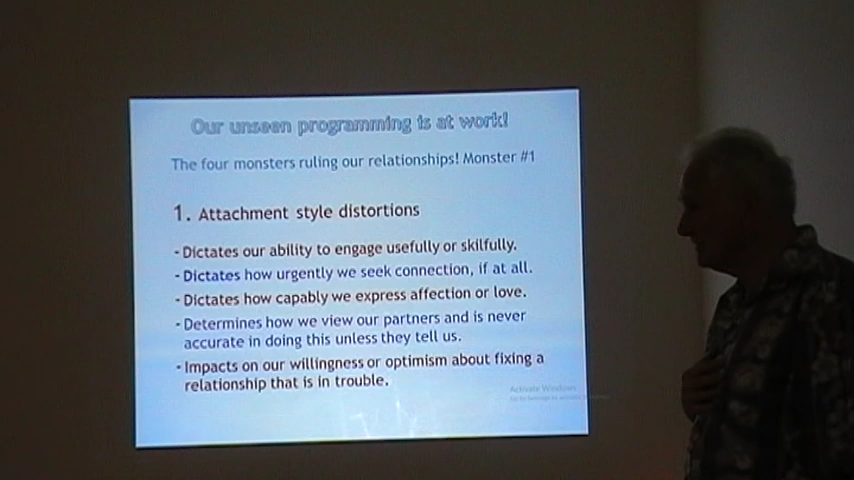 Our unseen programming is at work!
The four monsters ruling our relationships! Monster #1
1. Attachment style distortions
- Dictates our ability to engage usefully or skilfully.
- Dictates how urgently we seek connection, if at all.
- Dictates how capably we express affection or love.
- Determines how we view our partners and is never
accurate in doing this unless they tell us.
- Impacts on our willingness or optimism about fixing a
relationship that is in trouble.
Activate Windows